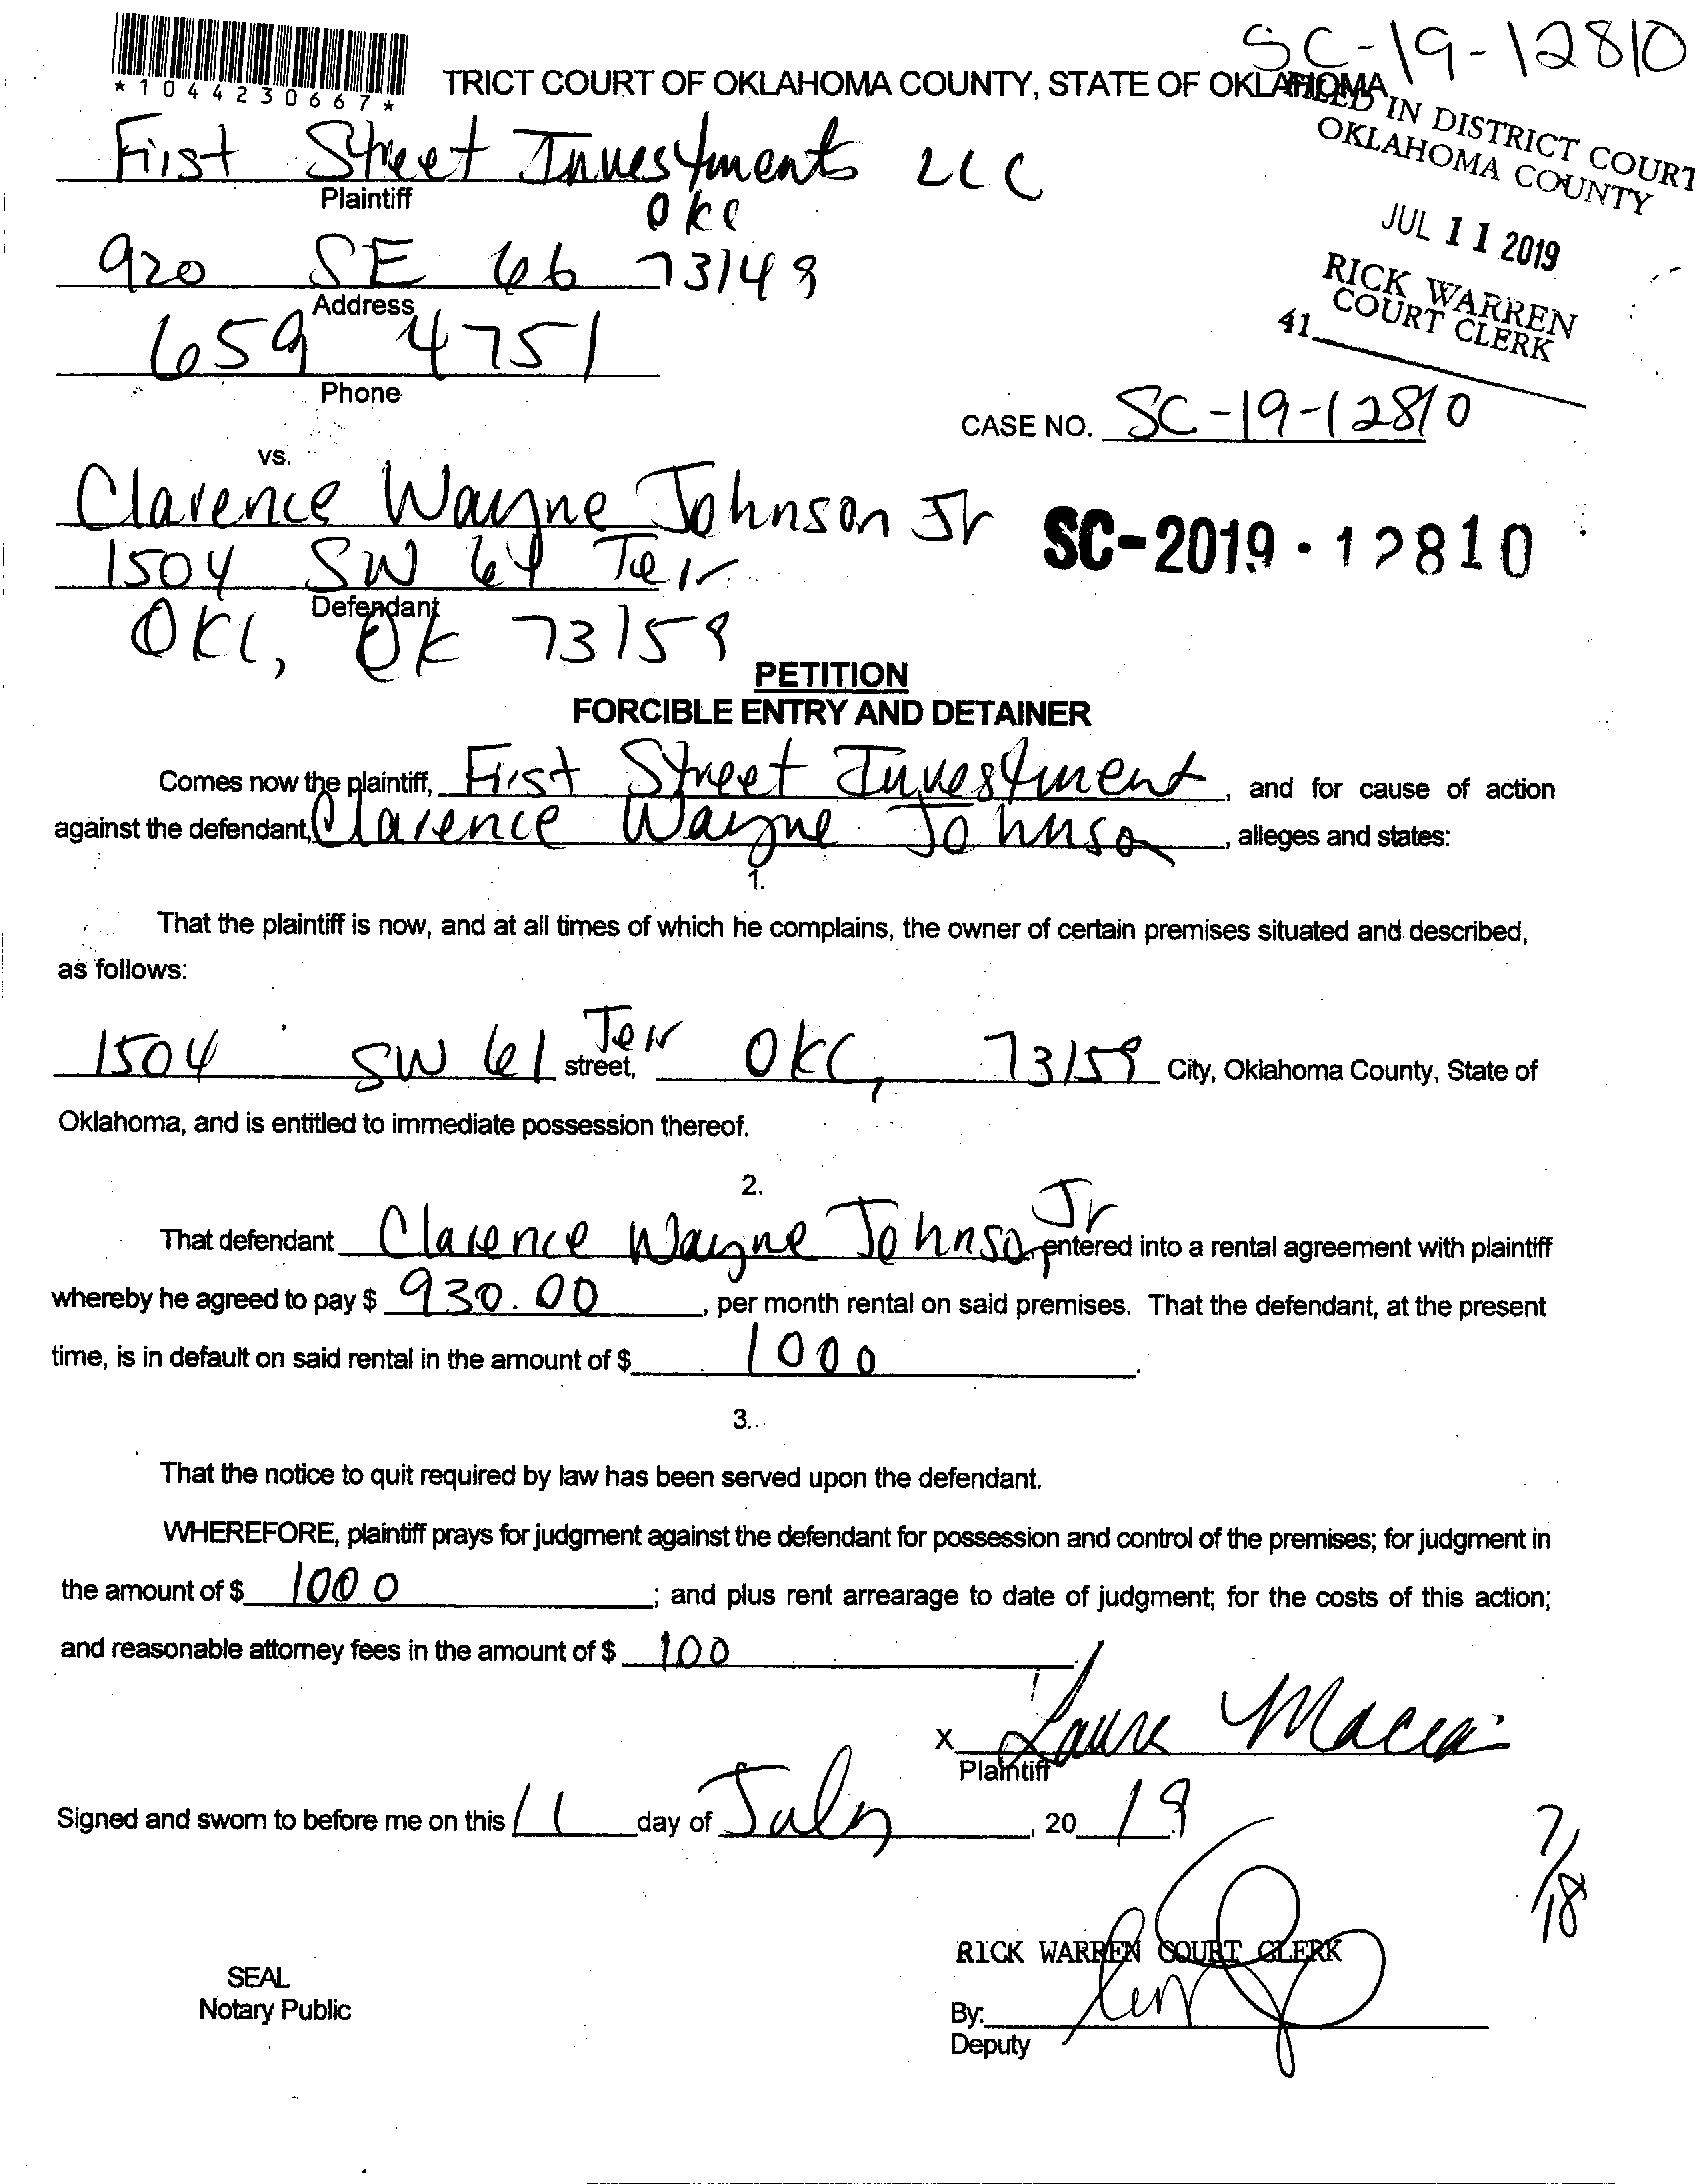 SC-19-12810
*1044230667*
TRICT COURT OF OKLAHOMA COUNTY, STATE OF OKLAHOMA
FILED IN DISTRICT COURT
OKLAHOMA COUNTY
JUL 11 2019
RICK WARREN
COURT CLERK
41
First Street Investments LLC
Plaintiff
OKC
920 SE 66 73149
Address
659 4751
Phone
CASE NO. SC-19-12810
vs.
Clarence Wayne Johnson Jr
SC-2019-12810
1504 SW 61 Terr
Defendant
OKC, OK 73159
PETITION
FORCIBLE ENTRY AND DETAINER
Comes now the plaintiff, First Street Investment, and for cause of action
against the defendant, Clarence Wayne Johnson, alleges and states:
1.
That the plaintiff is now, and at all times of which he complains, the owner of certain premises situated and described,
as follows:
1504 SW 61 Terr street, OKC, 73159 City, Oklahoma County, State of
Oklahoma, and is entitled to immediate possession thereof.
2.
That defendant Clarence Wayne Johnson Jr entered into a rental agreement with plaintiff
whereby he agreed to pay $ 930.00, per month rental on said premises. That the defendant, at the present
time, is in default on said rental in the amount of $ 1000.
3.
That the notice to quit required by law has been served upon the defendant.
WHEREFORE, plaintiff prays for judgment against the defendant for possession and control of the premises; for judgment in
the amount of $ 1000; and plus rent arrearage to date of judgment; for the costs of this action;
and reasonable attorney fees in the amount of $ 100
X Laura Macia
Plaintiff
Signed and sworn to before me on this 11 day of July, 20 19.
7/18
RICK WARREN COURT CLERK
SEAL
Notary Public
By:
Deputy